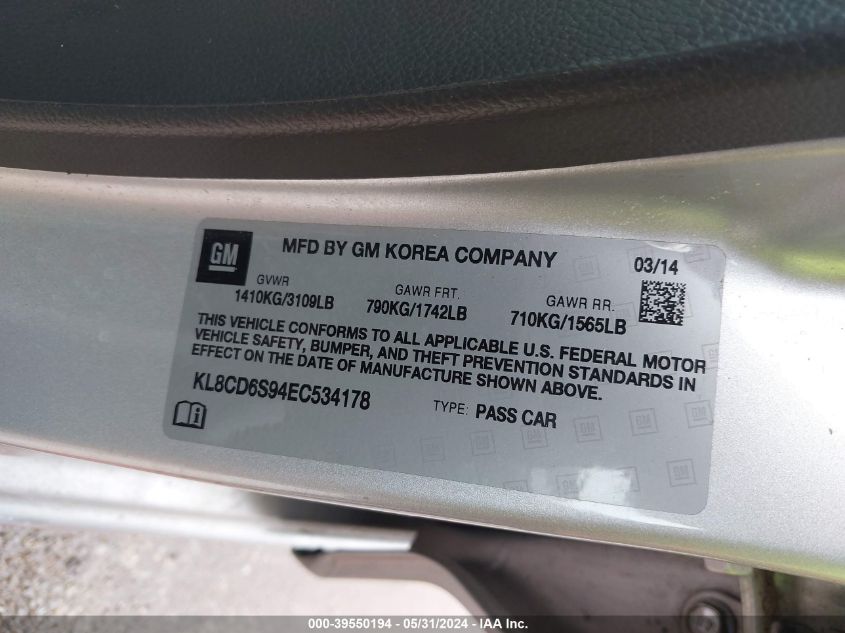 GM
MFD BY GM KOREA COMPANY
03/14
GVWR
1410KG/3109LB
GAWR FRT.
790KG/1742LB
GAWR RR.
710KG/1565LB
THIS VEHICLE CONFORMS TO ALL APPLICABLE U.S. FEDERAL MOTOR
VEHICLE SAFETY, BUMPER, AND THEFT PREVENTION STANDARDS IN
EFFECT ON THE DATE OF MANUFACTURE SHOWN ABOVE.
KL8CD6S94EC534178
TYPE: PASS CAR
000-39550194 - 05/31/2024 - IAA Inc.